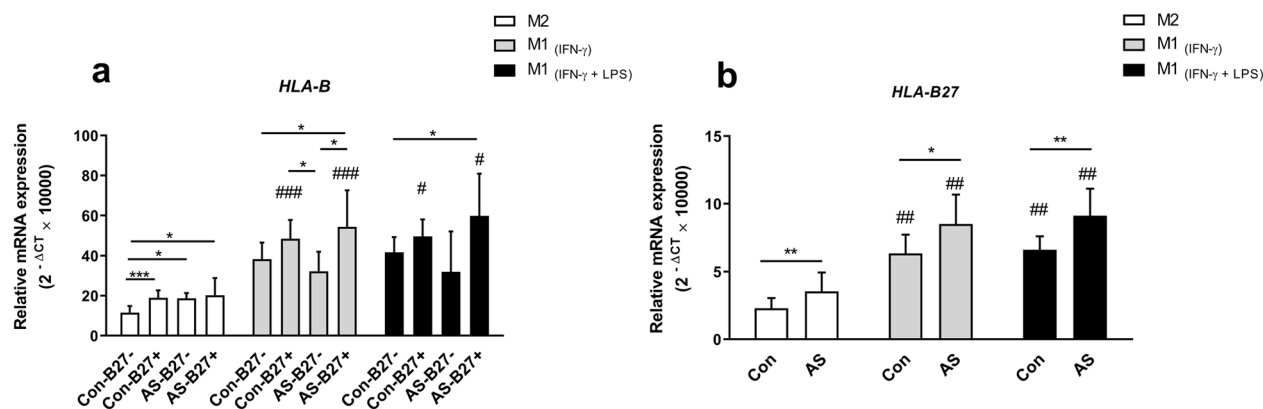 M2
M1 (IFN-γ)
M1 (IFN-γ + LPS)
a
HLA-B
Relative mRNA expression
(2 - ΔCT × 10000)
100
80
60
40
20
0
*
*
***
*
*
*
###
###
*
#
#
Con-B27-
Con-B27+
AS-B27-
AS-B27+
Con-B27-
Con-B27+
AS-B27-
AS-B27+
Con-B27-
Con-B27+
AS-B27-
AS-B27+
M2
M1 (IFN-γ)
M1 (IFN-γ + LPS)
b
HLA-B27
Relative mRNA expression
(2 - ΔCT × 10000)
15
10
5
0
**
*
##
##
**
##
##
Con
AS
Con
AS
Con
AS